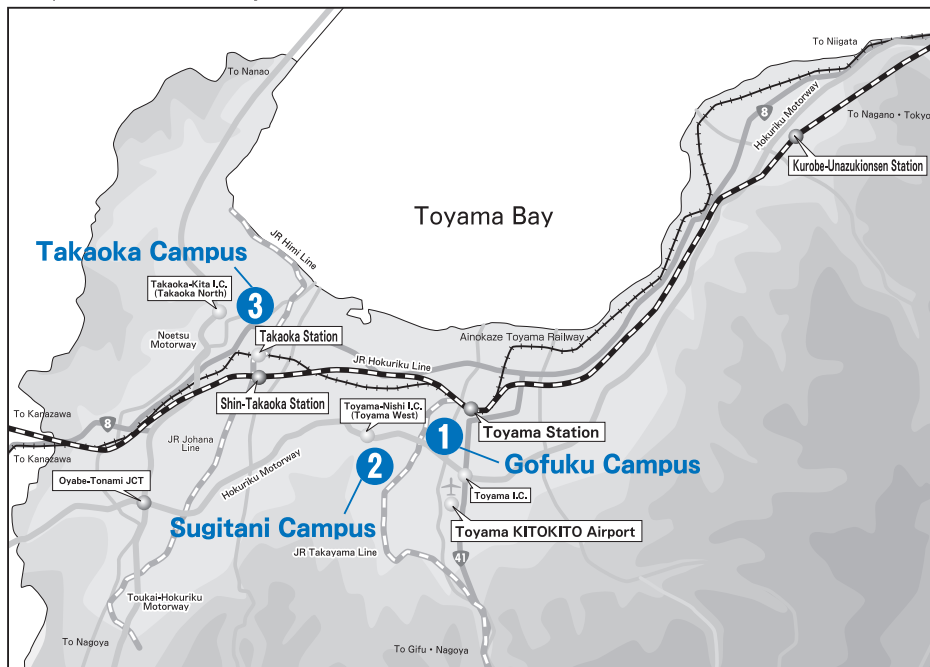 To Niigata
To Nanao
8
Hokuriku Motorway
To Nagano・Tokyo
Kurobe-Unazukionsen Station
Toyama Bay
JR Himi Line
Takaoka Campus
Takaoka-Kita I.C.
(Takaoka North)
3
Noetsu
Motorway
Takaoka Station
Ainokaze Toyama Railway
JR Hokuriku Line
Shin-Takaoka Station
To Kanazawa
8
Toyama-Nishi I.C.
(Toyama West)
Toyama Station
JR Johana
Line
To Kanazawa
1
Gofuku Campus
Hokuriku Motorway
2
Oyabe-Tonami JCT
Toyama I.C.
Sugitani Campus
Toyama KITOKITO Airport
JR Takayama Line
41
Toukai-Hokuriku
Motorway
To Nagoya
To Gifu・Nagoya